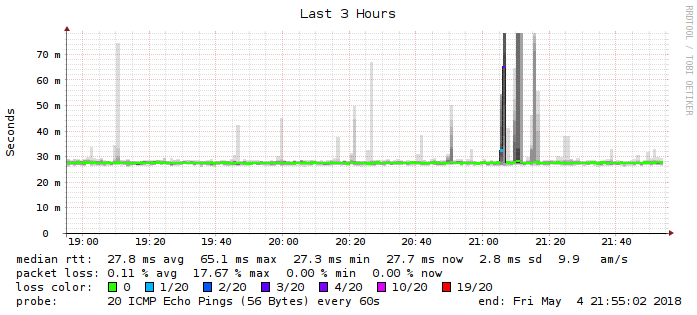 Last 3 Hours
RRDTOOL / TOBI OETIKER
Seconds
70 m
60 m
50 m
40 m
30 m
20 m
10 m
0
19:00 19:20 19:40 20:00 20:20 20:40 21:00 21:20 21:40
median rtt: 27.8 ms avg 65.1 ms max 27.3 ms min 27.7 ms now 2.8 ms sd 9.9 am/s
packet loss: 0.11 % avg 17.67 % max 0.00 % min 0.00 % now
loss color: 0 1/20 2/20 3/20 4/20 10/20 19/20
probe: 20 ICMP Echo Pings (56 Bytes) every 60s end: Fri May 4 21:55:02 2018